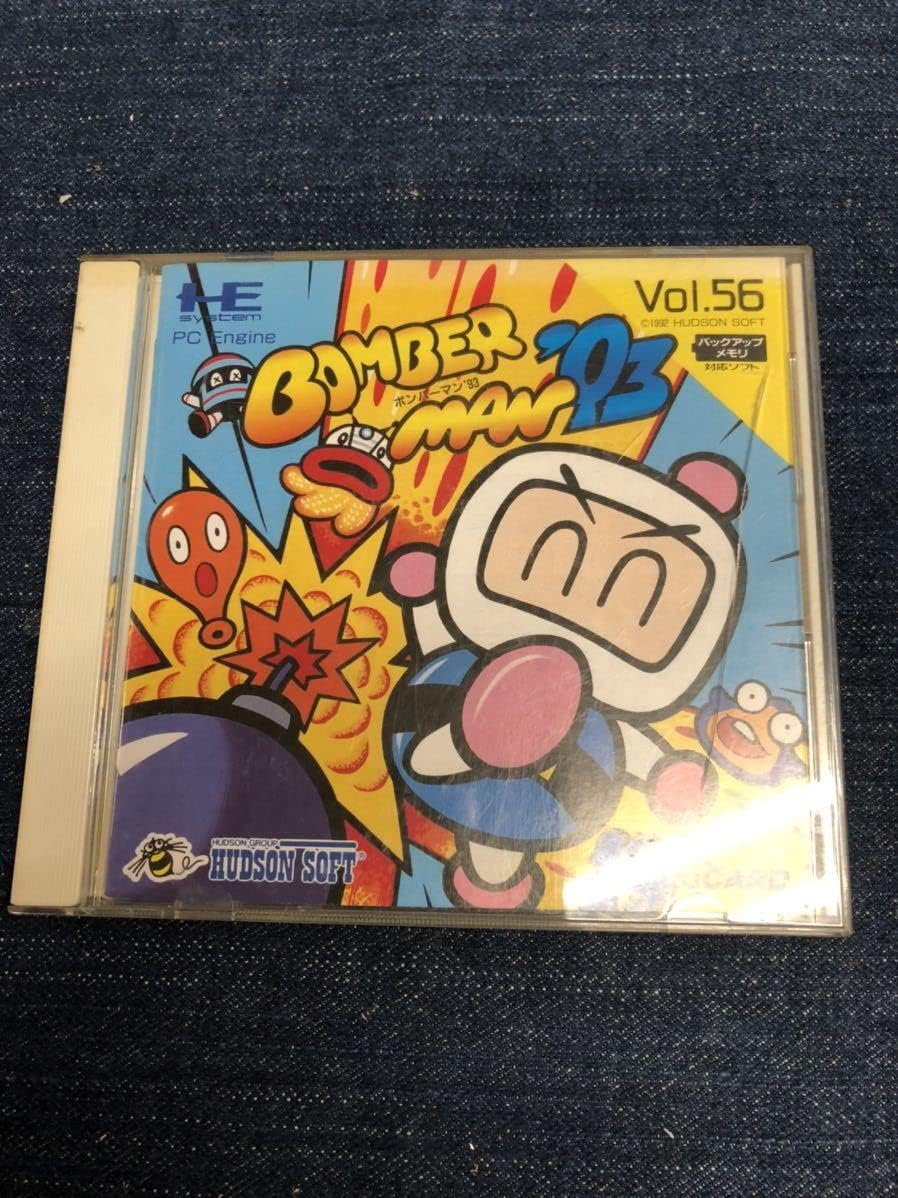 HE
system
PC Engine
Vol.56
©1992 HUDSON SOFT
バックアップ
メモリ
対応ソフト
BOMBER
ボンバーマン'93
MAN '93
HUDSON GROUP
HUDSON SOFT®
HuCARD